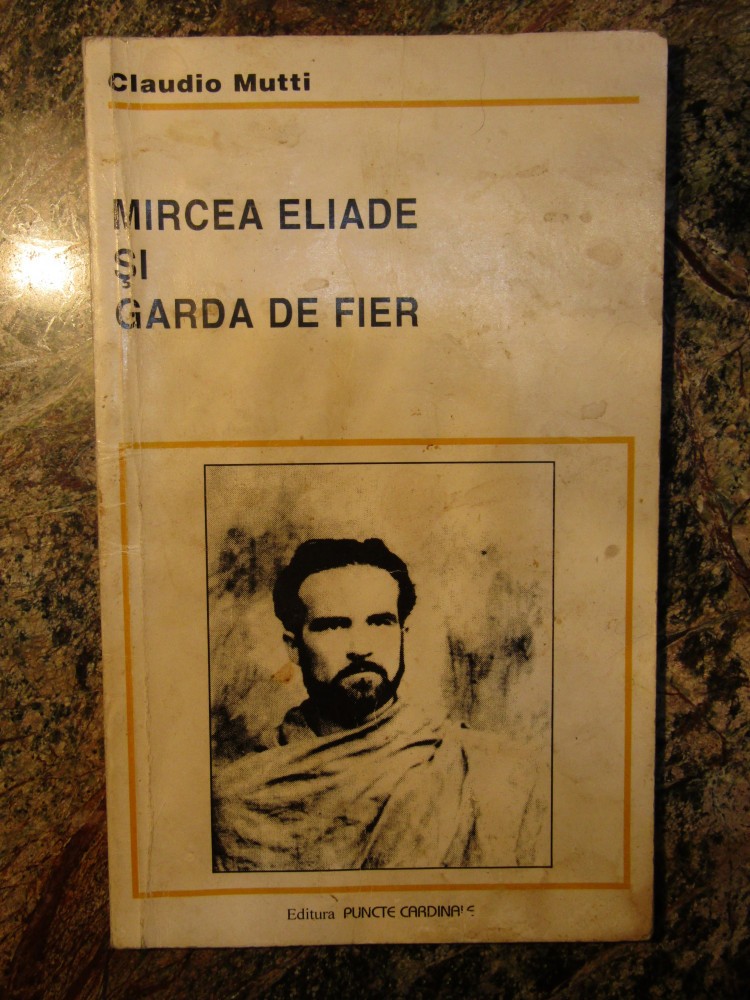 Claudio Mutti
MIRCEA ELIADE
ŞI
GARDA DE FIER
Editura PUNCTE CARDINALE